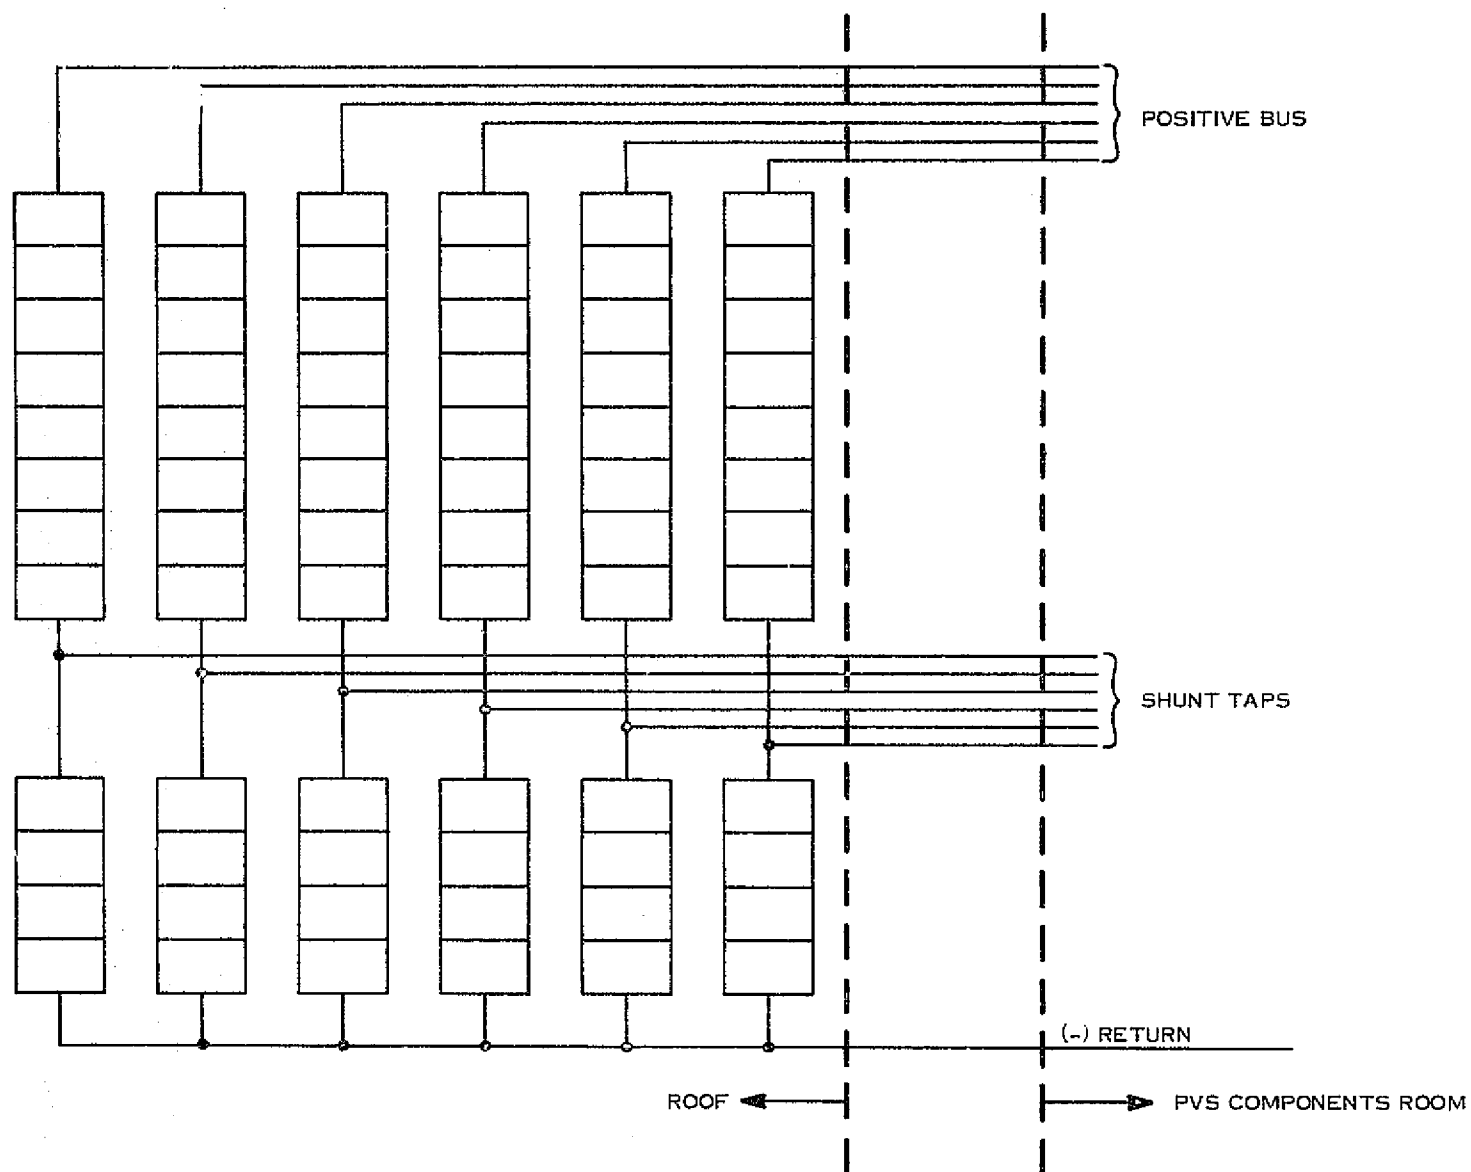 POSITIVE BUS
SHUNT TAPS
(-) RETURN
ROOF
PVS COMPONENTS ROOM